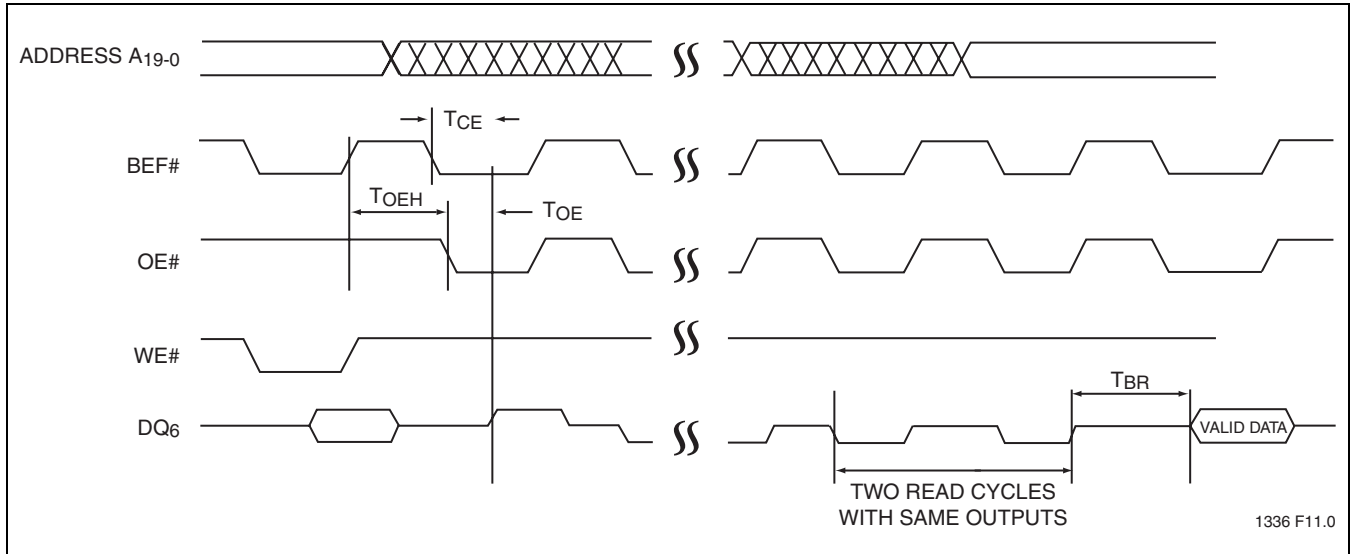 ADDRESS A19-0
TCE
BEF#
TOEH
TOE
OE#
WE#
TBR
DQ6
VALID DATA
TWO READ CYCLES
WITH SAME OUTPUTS
1336 F11.0